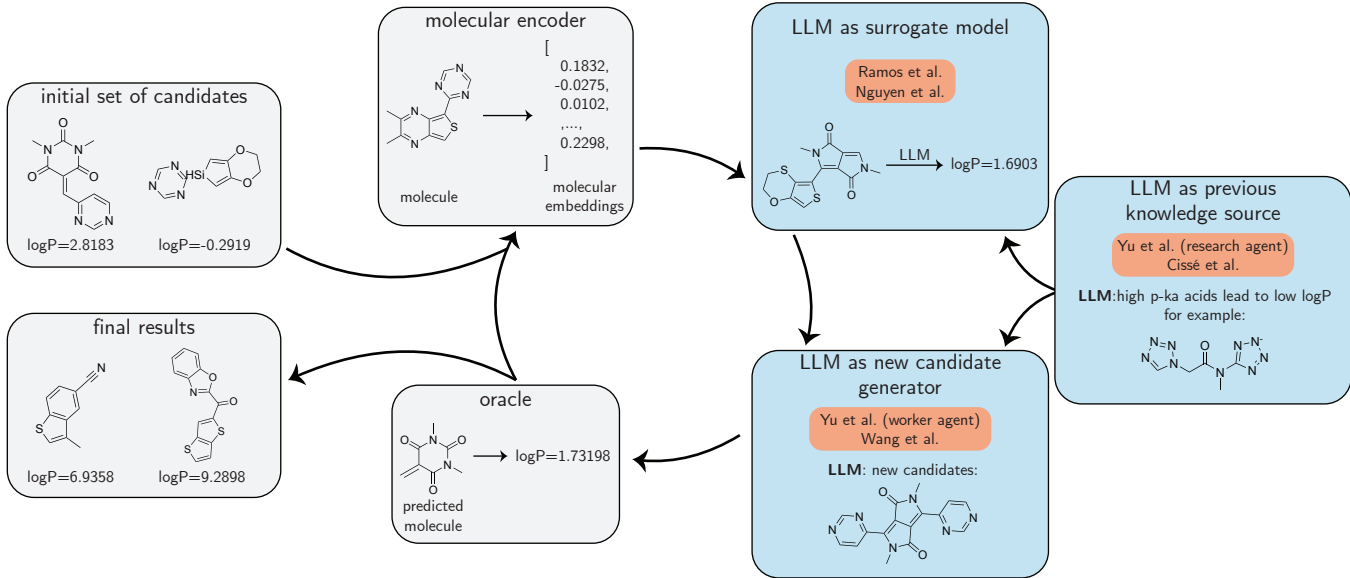 initial set of candidates
logP=2.8183
logP=-0.2919
molecular encoder
[
0.1832,
-0.0275,
0.0102,
,...,
0.2298,
]
molecule
molecular
embeddings
LLM as surrogate model
Ramos et al.
Nguyen et al.
LLM
logP=1.6903
LLM as previous
knowledge source
Yu et al. (research agent)
Cissé et al.
LLM:high p-ka acids lead to low logP
for example:
LLM as new candidate
generator
Yu et al. (worker agent)
Wang et al.
LLM: new candidates:
oracle
logP=1.73198
predicted
molecule
final results
logP=6.9358
logP=9.2898